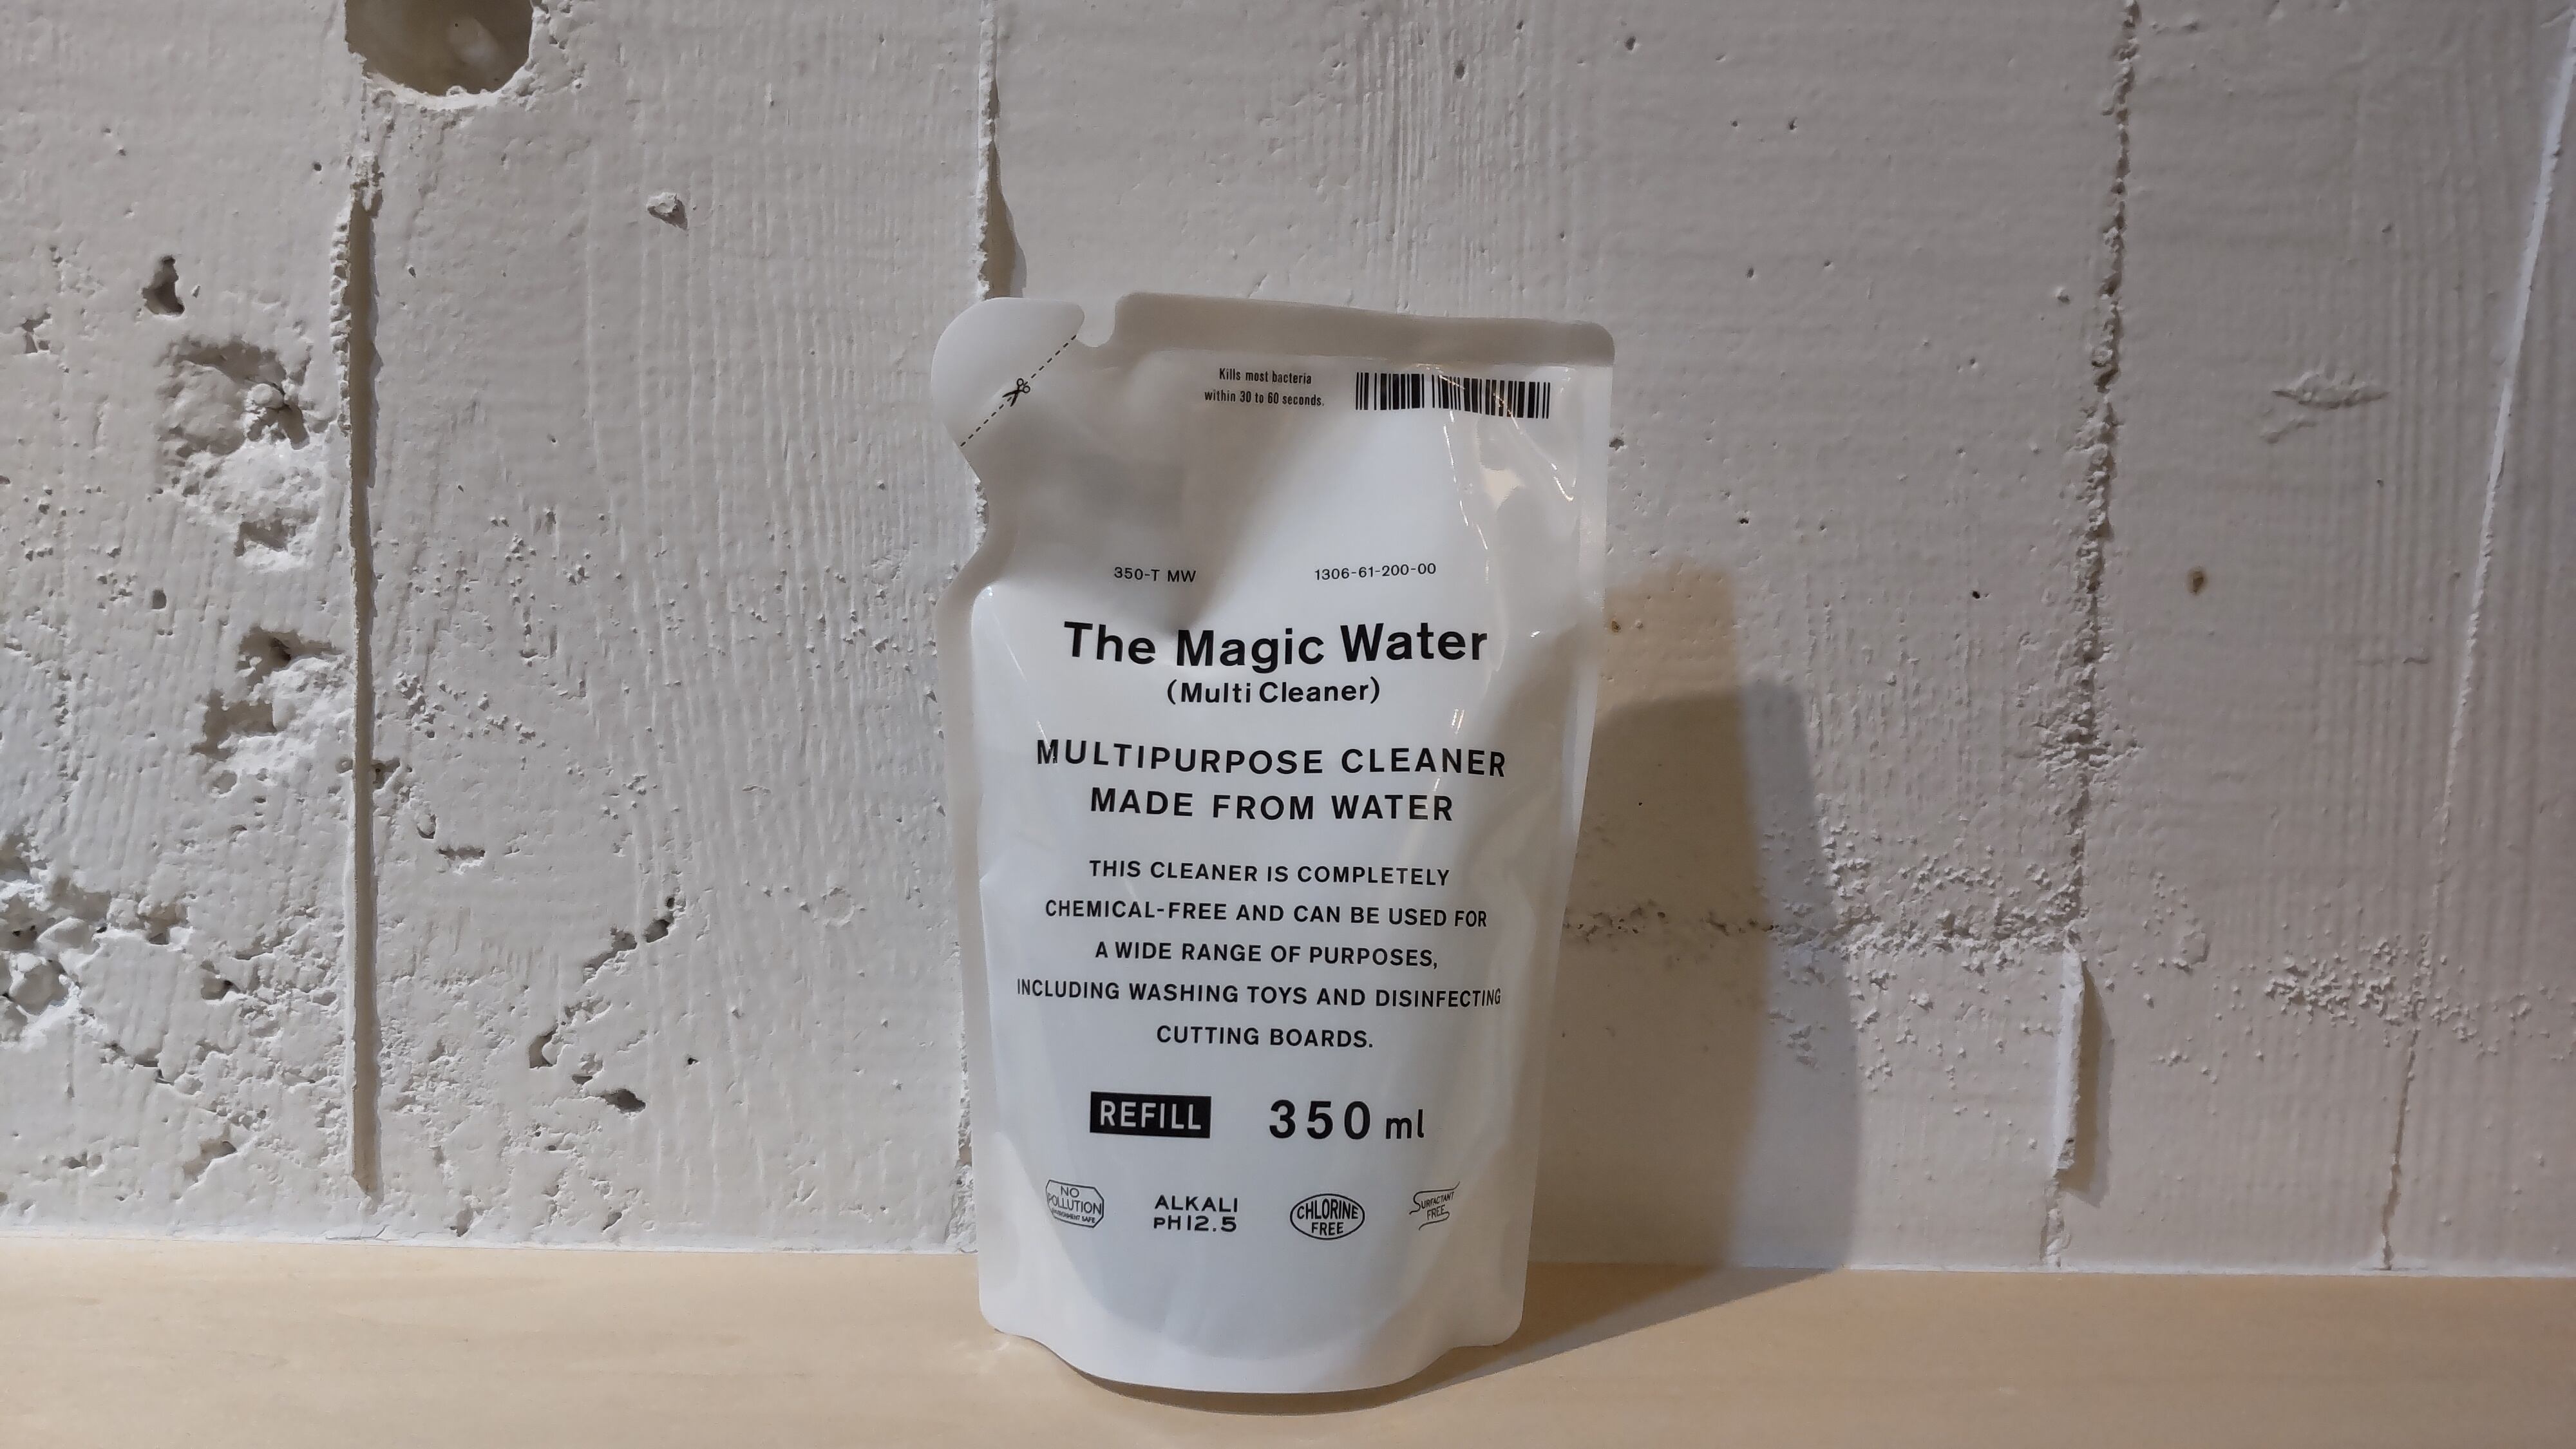 Kills most bacteria
within 30 to 60 seconds.
350-T MW
1306-61-200-00
The Magic Water
(Multi Cleaner)
MULTIPURPOSE CLEANER
MADE FROM WATER
THIS CLEANER IS COMPLETELY
CHEMICAL-FREE AND CAN BE USED FOR
A WIDE RANGE OF PURPOSES,
INCLUDING WASHING TOYS AND DISINFECTING
CUTTING BOARDS.
REFILL
350 ml
NO
POLLUTION
ENVIRONMENT SAFE
ALKALI
PH12.5
CHLORINE
FREE
SURFACTANT
FREE